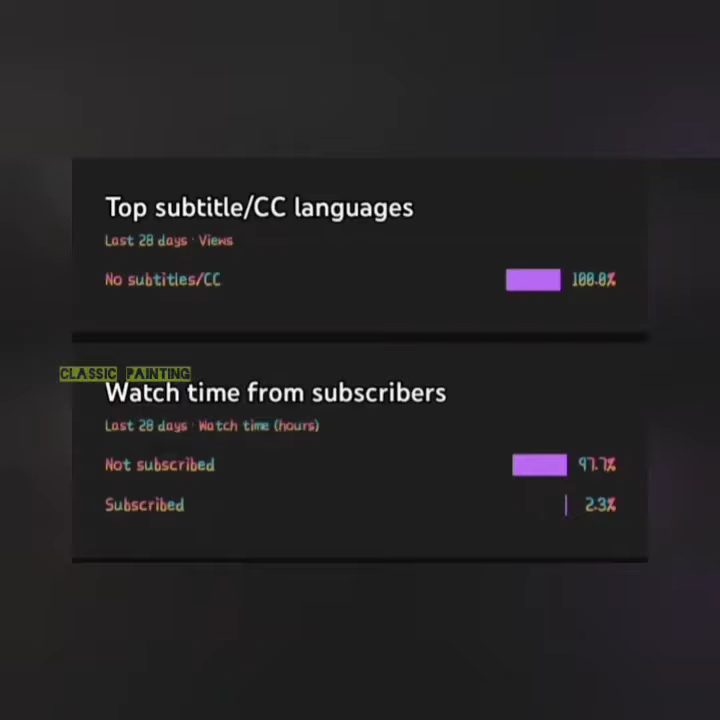 Top subtitle/CC languages
Last 28 days · Views
No subtitles/CC 100.0%
CLASSIC PAINTING
Watch time from subscribers
Last 28 days · Watch time (hours)
Not subscribed 97.7%
Subscribed 2.3%